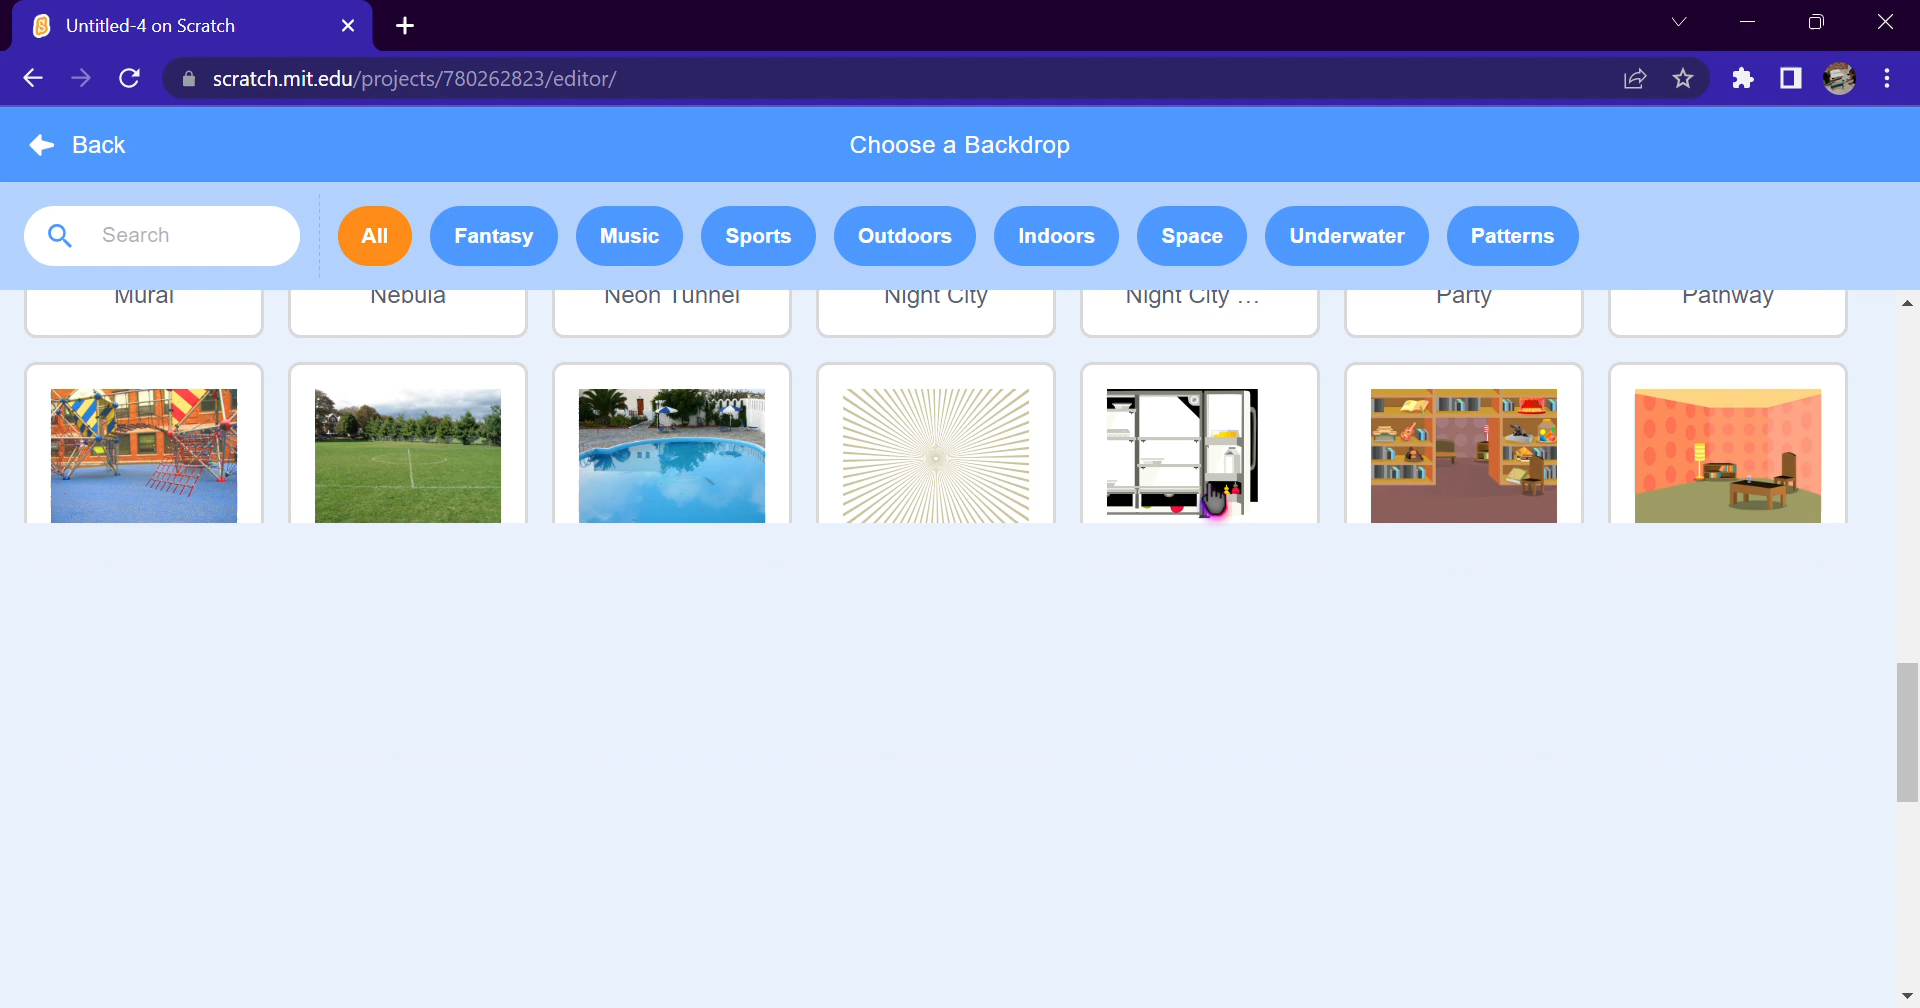 Untitled-4 on Scratch
scratch.mit.edu/projects/780262823/editor/
Back
Choose a Backdrop
Search
All
Fantasy
Music
Sports
Outdoors
Indoors
Space
Underwater
Patterns
Mural
Nebula
Neon Tunnel
Night City
Night City ...
Party
Pathway